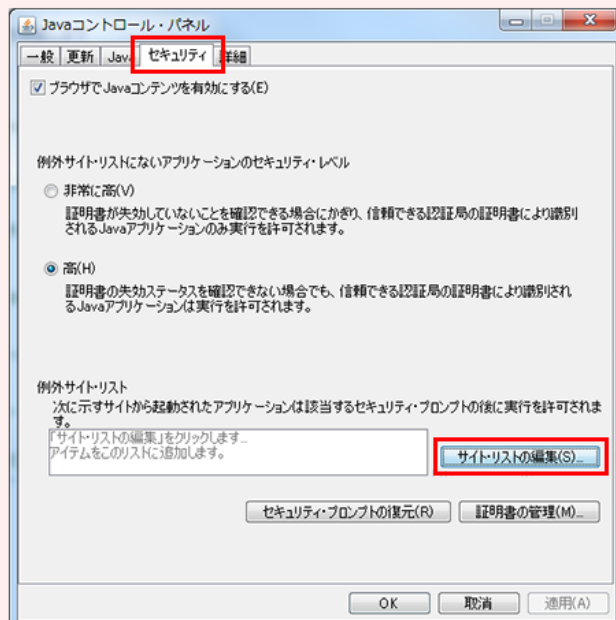 Javaコントロール・パネル
一般 更新 Java セキュリティ 詳細
ブラウザでJavaコンテンツを有効にする(E)
例外サイト・リストにないアプリケーションのセキュリティ・レベル
非常に高(V)
証明書が失効していないことを確認できる場合にかぎり、信頼できる認証局の証明書により識別
されるJavaアプリケーションのみ実行を許可されます。
高(H)
証明書の失効ステータスを確認できない場合でも、信頼できる認証局の証明書により識別され
るJavaアプリケーションは実行を許可されます。
例外サイト・リスト
次に示すサイトから起動されたアプリケーションは該当するセキュリティ・プロンプトの後に実行を許可されま
す。
「サイト・リストの編集」をクリックします...
アイテムをこのリストに追加します。
サイト・リストの編集(S)...
セキュリティ・プロンプトの復元(R) 証明書の管理(M)...
OK 取消 適用(A)